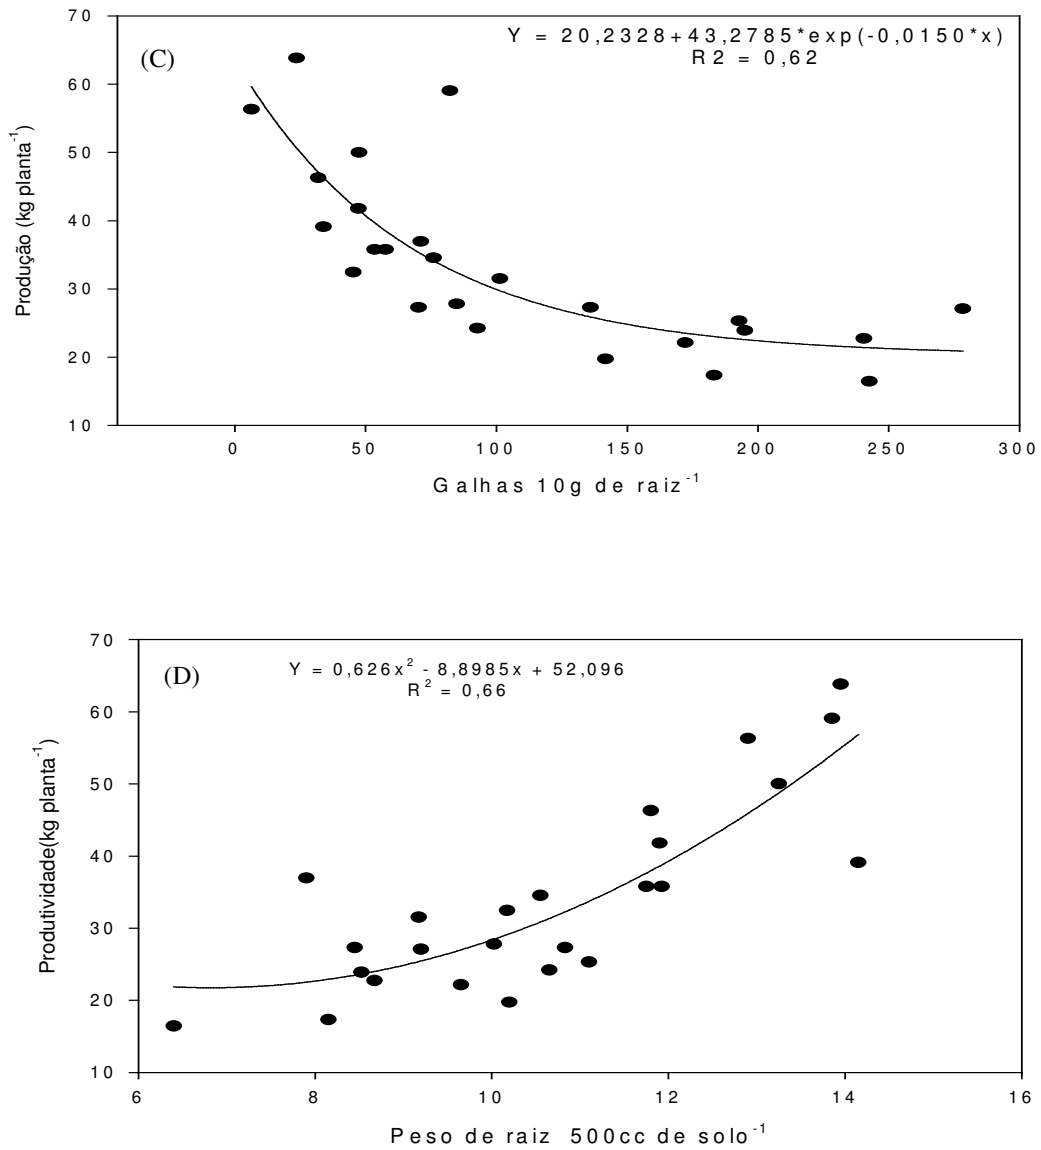 70
Y = 20,2328+43,2785*exp(-0,0150*x)
R2 = 0,62
(C)
60
50
40
30
20
10
Produção (kg planta-1)
0 50 100 150 200 250 300
Galhas 10g de raiz-1
70
(D)
Y = 0,626x2 - 8,8985x + 52,096
R2 = 0,66
60
50
40
30
20
10
Produtividade(kg planta-1)
6 8 10 12 14 16
Peso de raiz 500cc de solo-1